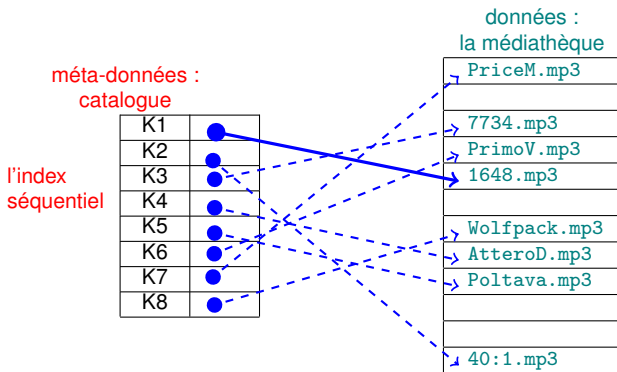 données :
la médiathèque
méta-données :
catalogue
l'index
séquentiel
K1
K2
K3
K4
K5
K6
K7
K8
PriceM.mp3
7734.mp3
PrimoV.mp3
1648.mp3
Wolfpack.mp3
AtteroD.mp3
Poltava.mp3
40:1.mp3